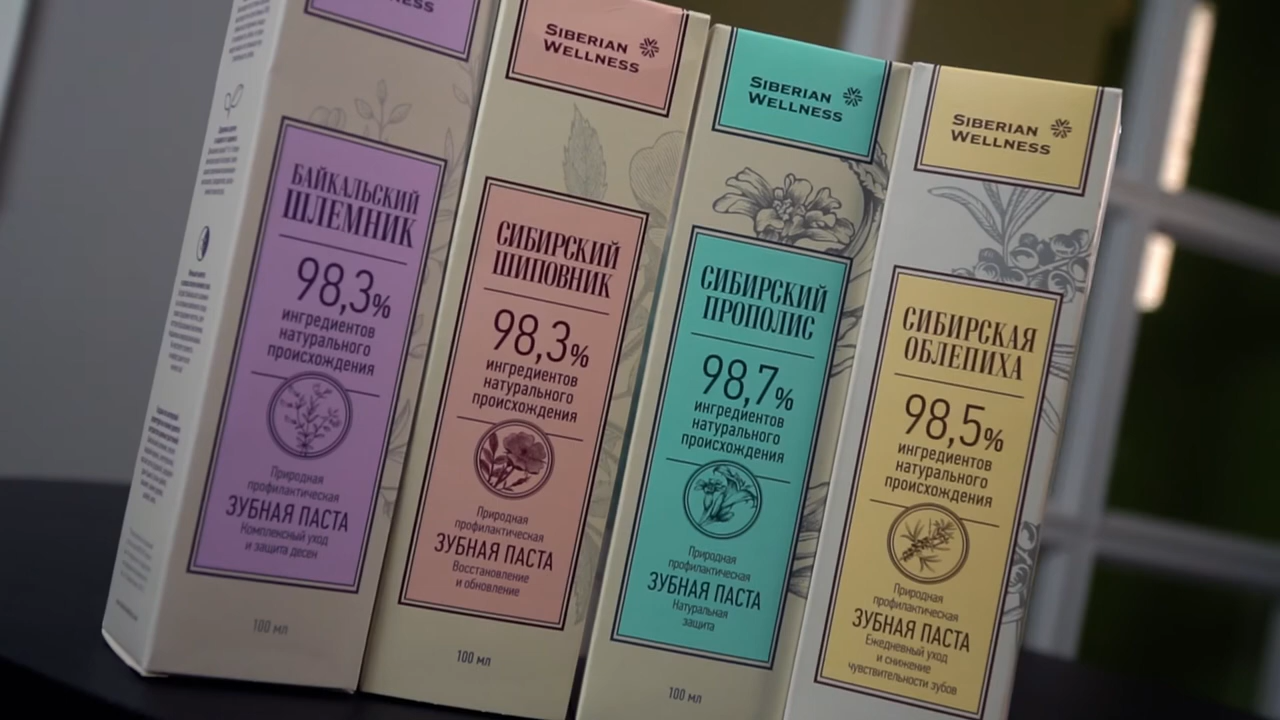 WELLNESS
БАЙКАЛЬСКИЙ
ШЛЕМНИК
98,3%
ингредиентов
натурального
происхождения
Природная
профилактическая
ЗУБНАЯ ПАСТА
Комплексный уход
и защита десен
100 мл
SIBERIAN
WELLNESS
СИБИРСКИЙ
ШИПОВНИК
98,3%
ингредиентов
натурального
происхождения
Природная
профилактическая
ЗУБНАЯ ПАСТА
Восстановление
и обновление
100 мл
SIBERIAN
WELLNESS
СИБИРСКИЙ
ПРОПОЛИС
98,7%
ингредиентов
натурального
происхождения
Природная
профилактическая
ЗУБНАЯ ПАСТА
Натуральная
защита
100 мл
SIBERIAN
WELLNESS
СИБИРСКАЯ
ОБЛЕПИХА
98,5%
ингредиентов
натурального
происхождения
Природная
профилактическая
ЗУБНАЯ ПАСТА
Ежедневный уход
и снижение
чувствительности зубов